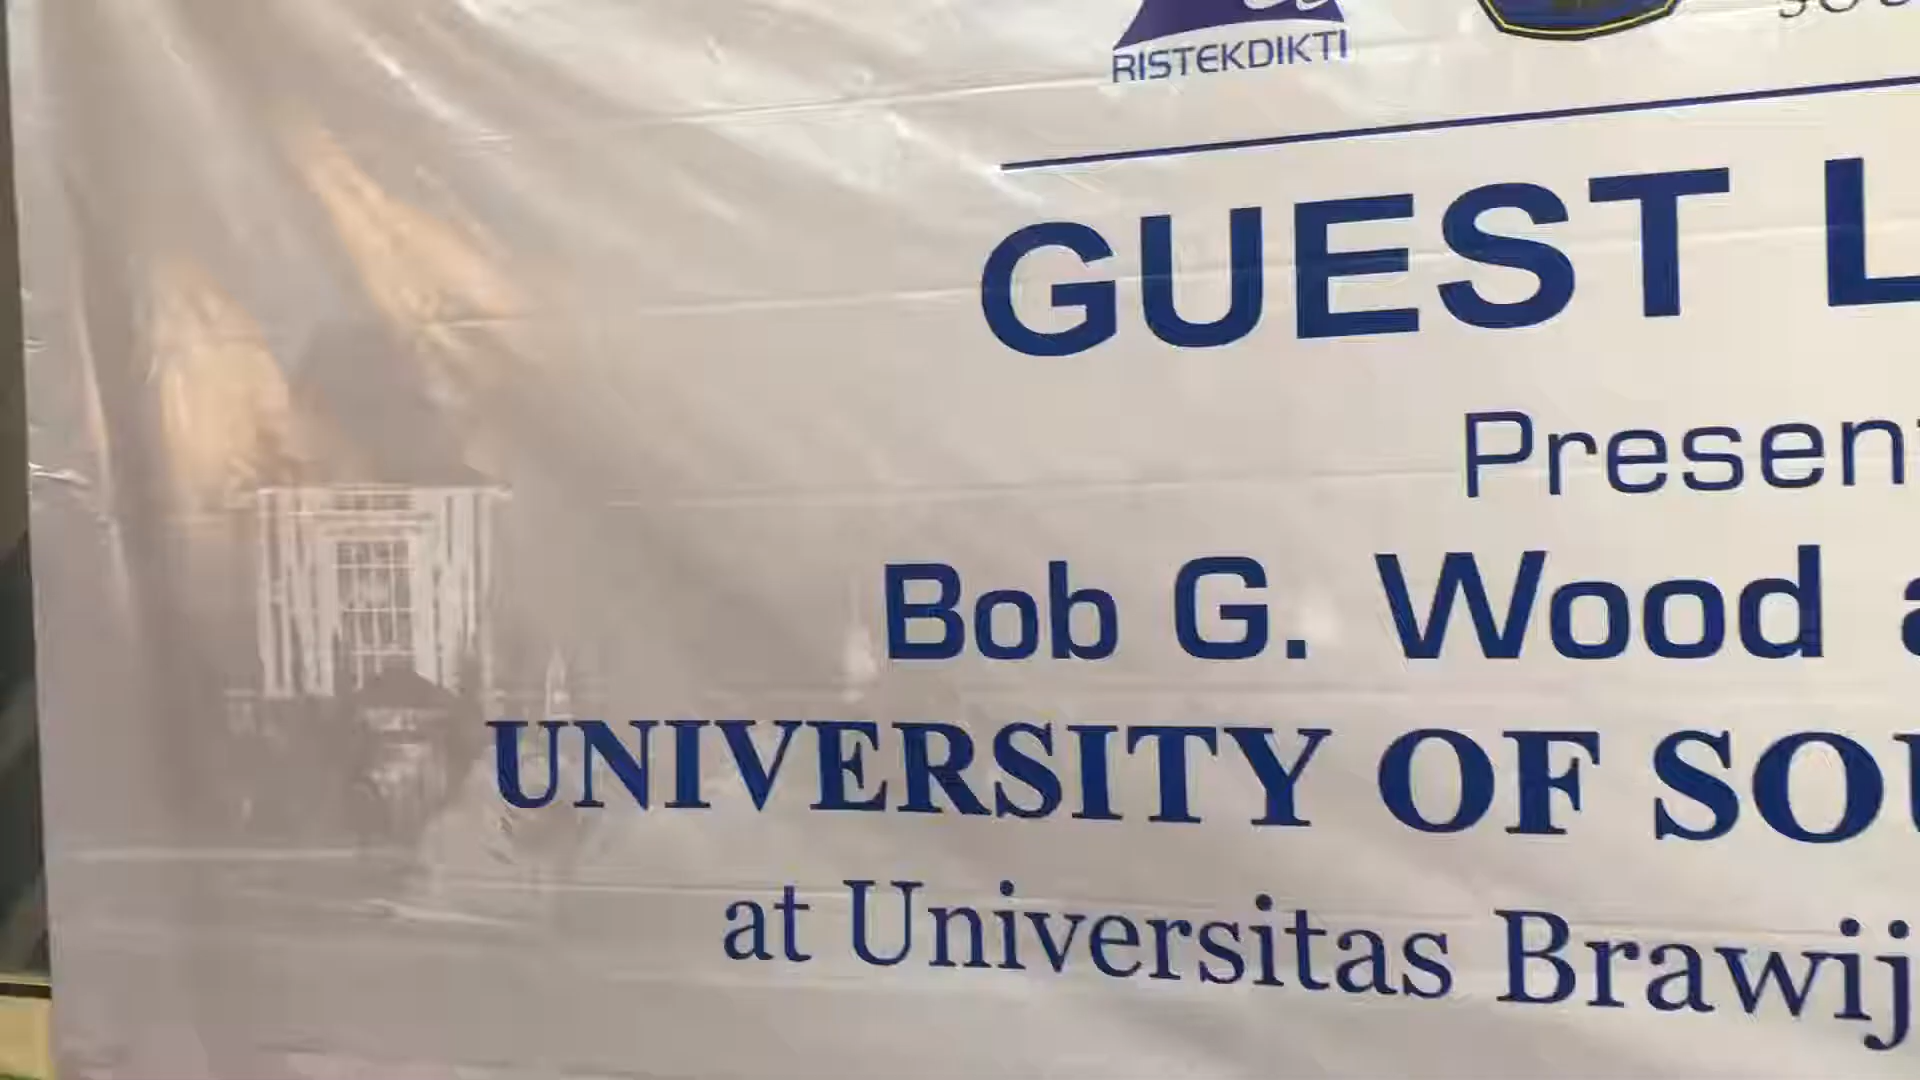 RISTEKDIKTI
GUEST L
Presen
Bob G. Wood a
UNIVERSITY OF SOU
at Universitas Brawij